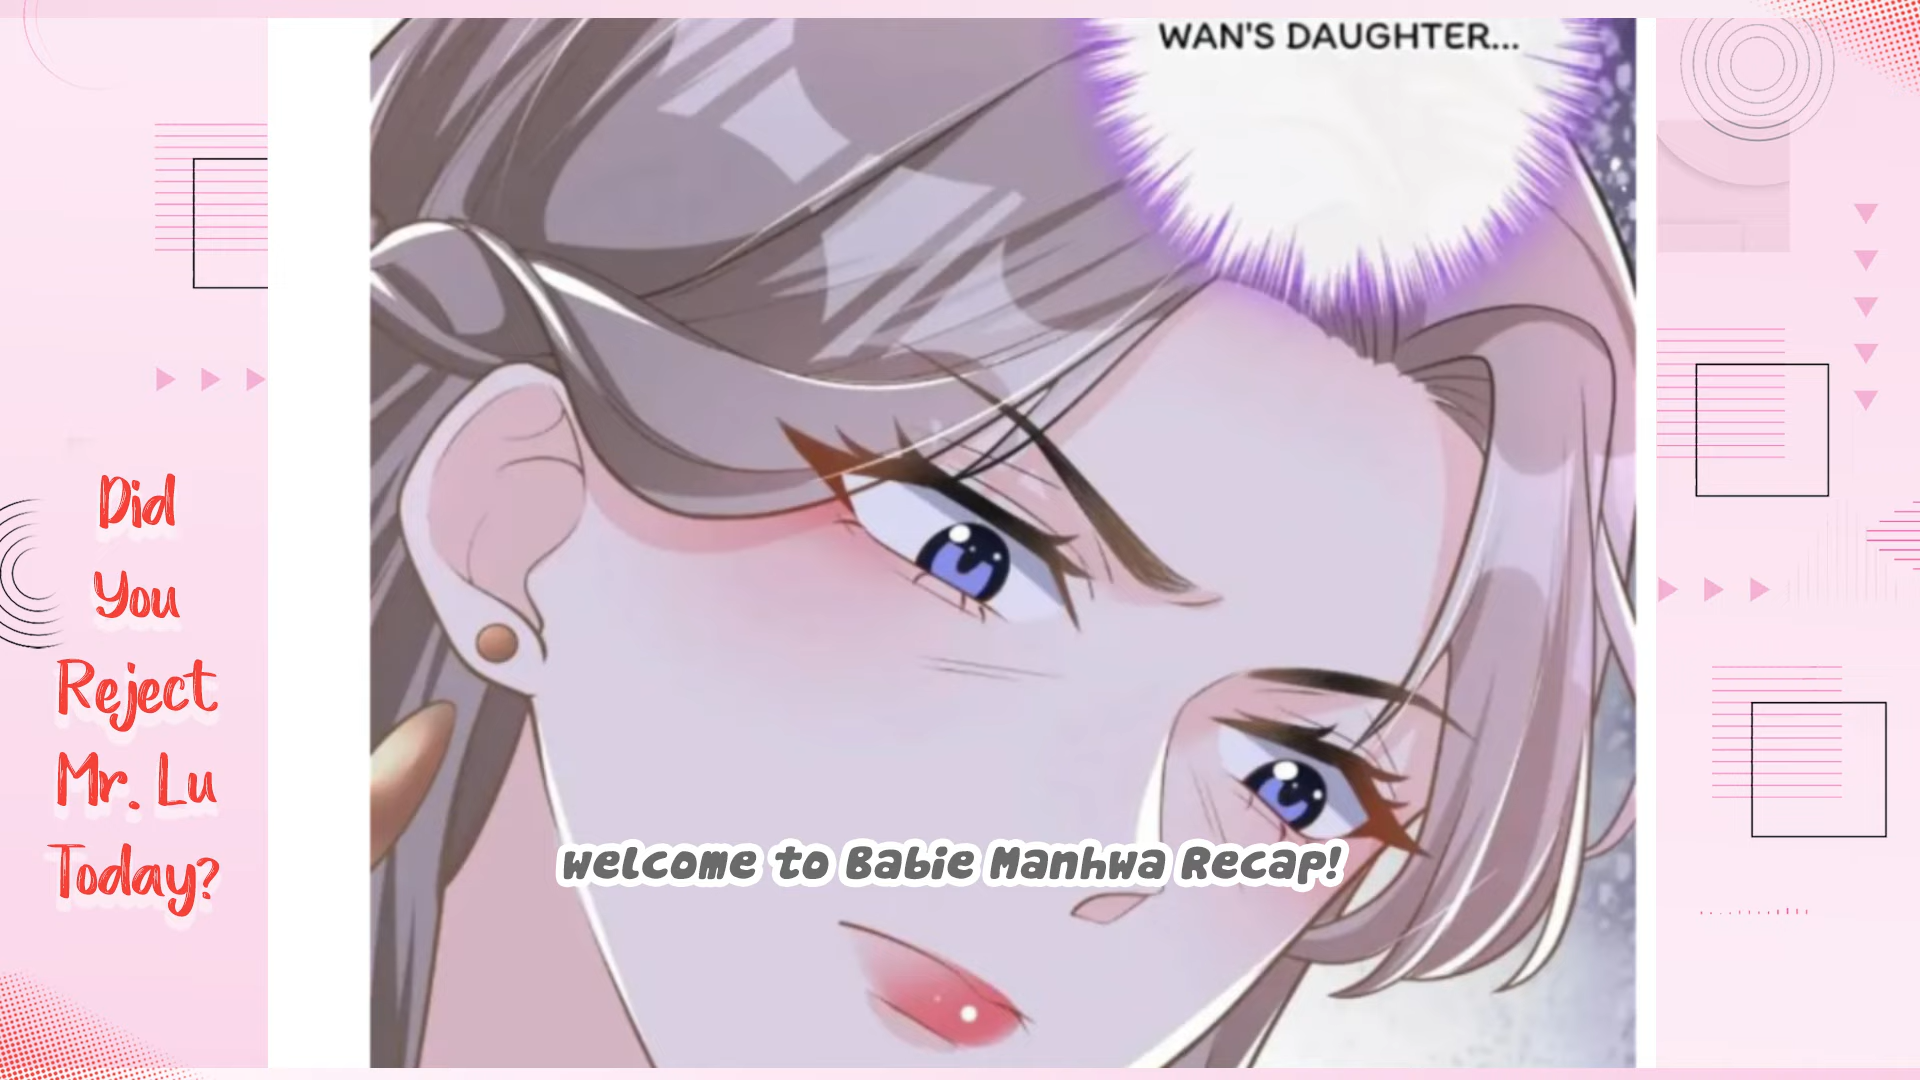 WAN'S DAUGHTER...
Did
You
Reject
Mr. Lu
Today?
welcome to Babie Manhwa Recap!